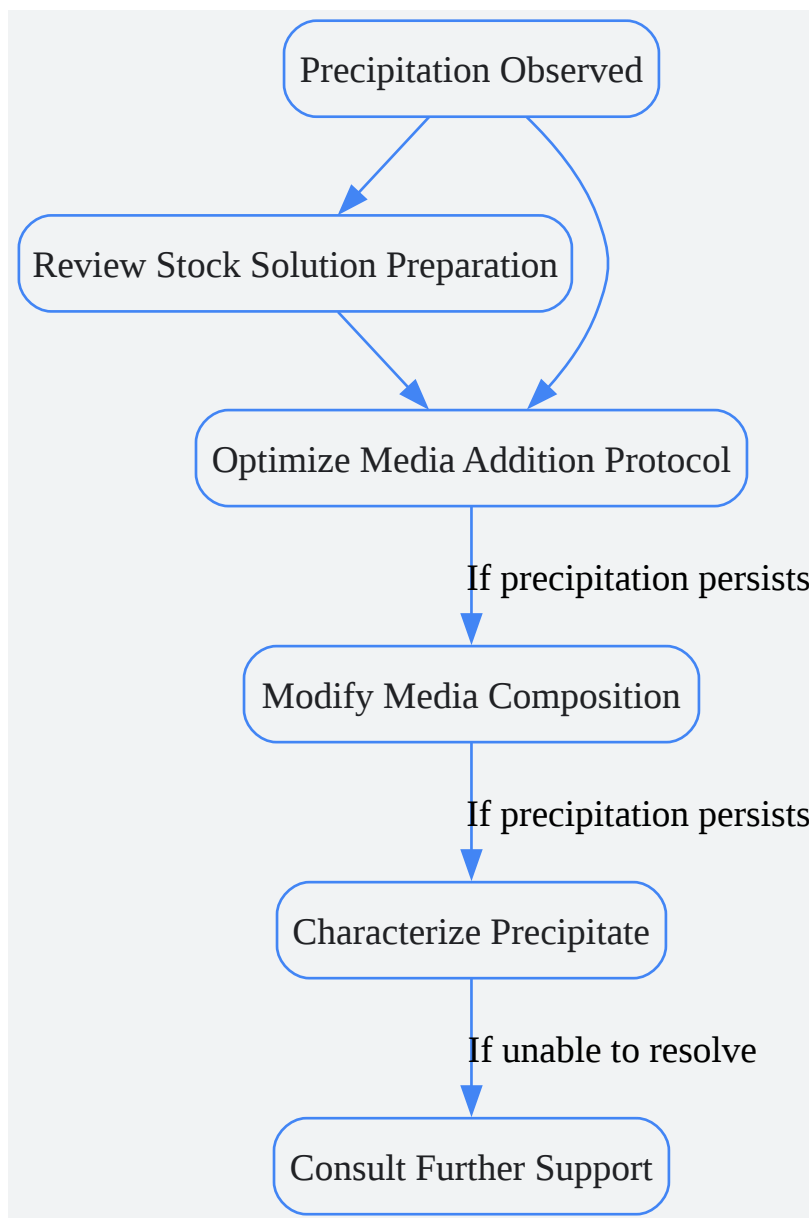 Precipitation Observed
Review Stock Solution Preparation
Optimize Media Addition Protocol
If precipitation persists
Modify Media Composition
If precipitation persists
Characterize Precipitate
If unable to resolve
Consult Further Support